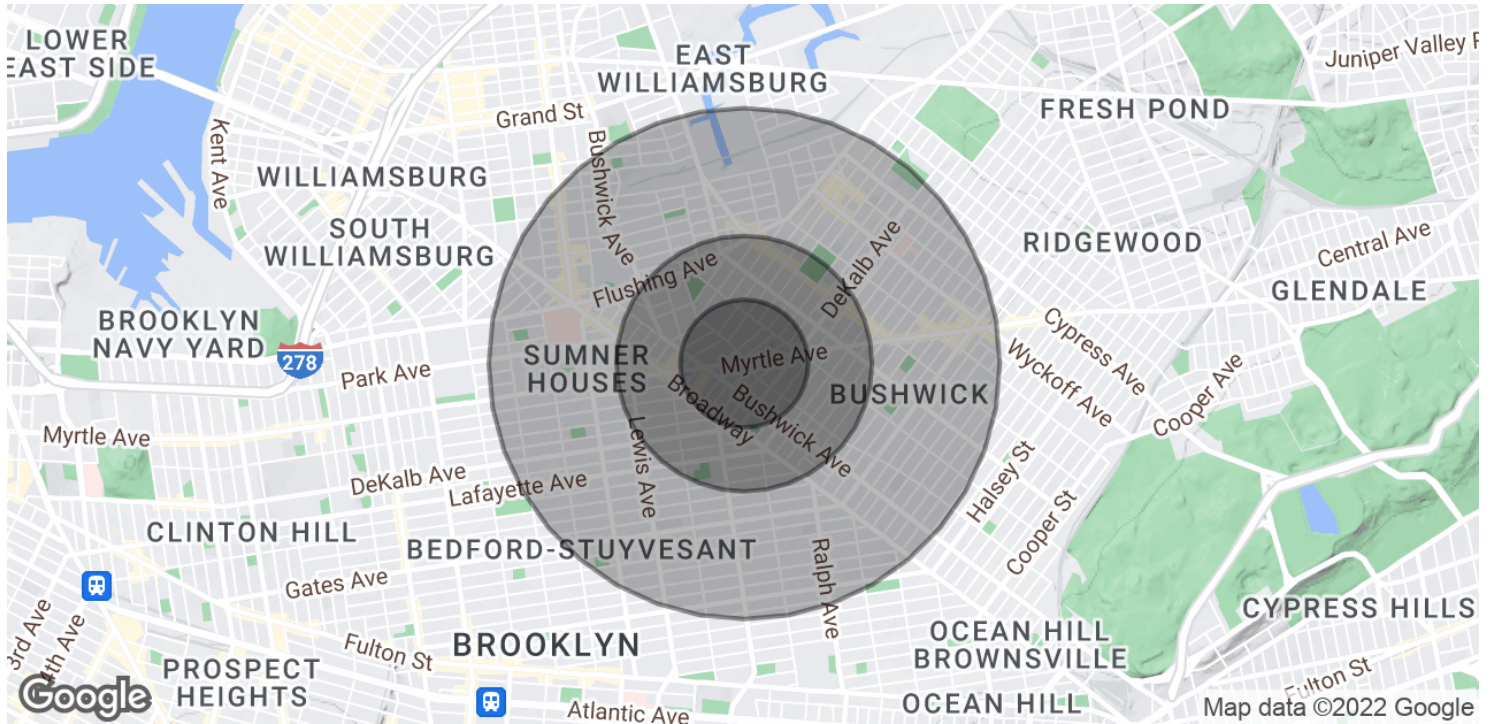 LOWER
EAST SIDE
EAST
WILLIAMSBURG
Juniper Valley R
FRESH POND
Grand St
Kent Ave
Bushwick Ave
WILLIAMSBURG
SOUTH
WILLIAMSBURG
RIDGEWOOD
Central Ave
DeKalb Ave
Flushing Ave
GLENDALE
BROOKLYN
NAVY YARD
278
Cypress Ave
Wyckoff Ave
SUMNER
HOUSES
Myrtle Ave
Park Ave
BUSHWICK
Cooper Ave
Broadway
Bushwick Ave
Myrtle Ave
Lewis Ave
Halsey St
DeKalb Ave
Lafayette Ave
Cooper St
CLINTON HILL
BEDFORD-STUYVESANT
Gates Ave
Ralph Ave
CYPRESS HILLS
3rd Ave
4th Ave
Fulton St
BROOKLYN
OCEAN HILL
BROWNSVILLE
PROSPECT
HEIGHTS
Fulton St
OCEAN HILL
Atlantic Ave
Google
Map data ©2022 Google